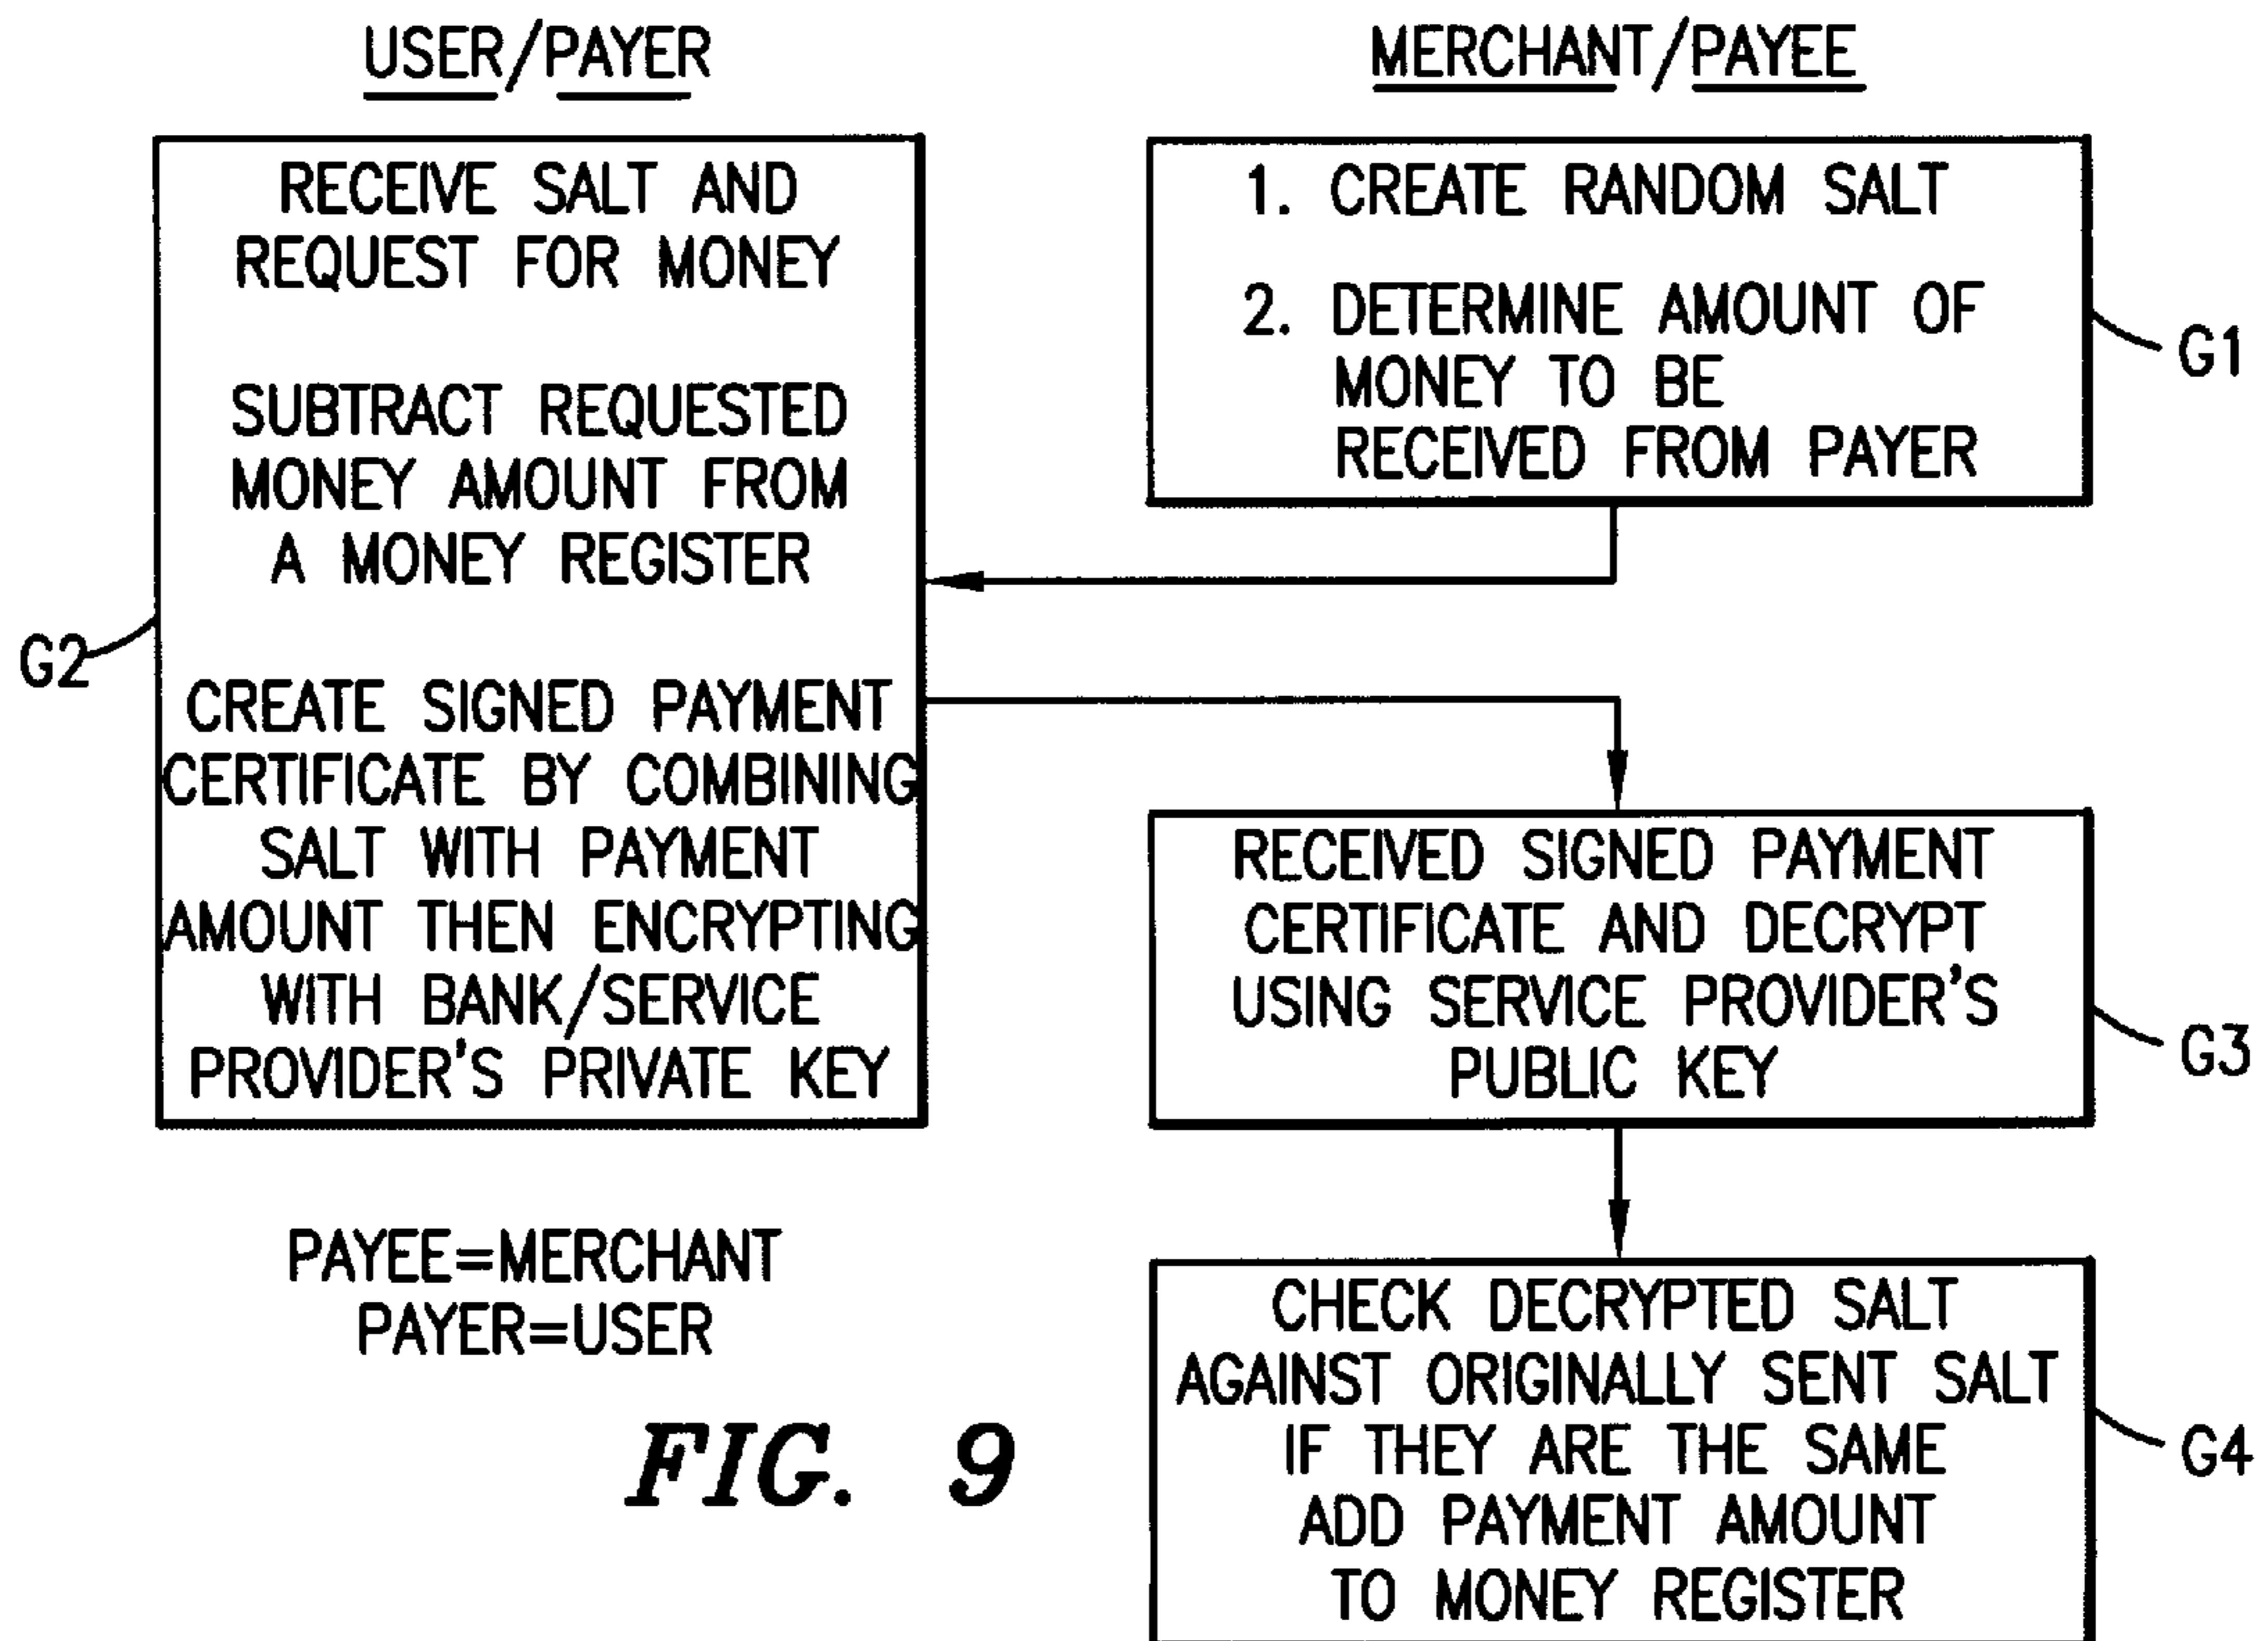 USER/PAYER
RECEIVE SALT AND
REQUEST FOR MONEY
SUBTRACT REQUESTED
MONEY AMOUNT FROM
A MONEY REGISTER
CREATE SIGNED PAYMENT
CERTIFICATE BY COMBINING
SALT WITH PAYMENT
AMOUNT THEN ENCRYPTING
WITH BANK/SERVICE
PROVIDER'S PRIVATE KEY
G2
MERCHANT/PAYEE
1. CREATE RANDOM SALT
2. DETERMINE AMOUNT OF
MONEY TO BE
RECEIVED FROM PAYER
G1
RECEIVED SIGNED PAYMENT
CERTIFICATE AND DECRYPT
USING SERVICE PROVIDER'S
PUBLIC KEY
G3
CHECK DECRYPTED SALT
AGAINST ORIGINALLY SENT SALT
IF THEY ARE THE SAME
ADD PAYMENT AMOUNT
TO MONEY REGISTER
G4
PAYEE=MERCHANT
PAYER=USER
FIG. 9